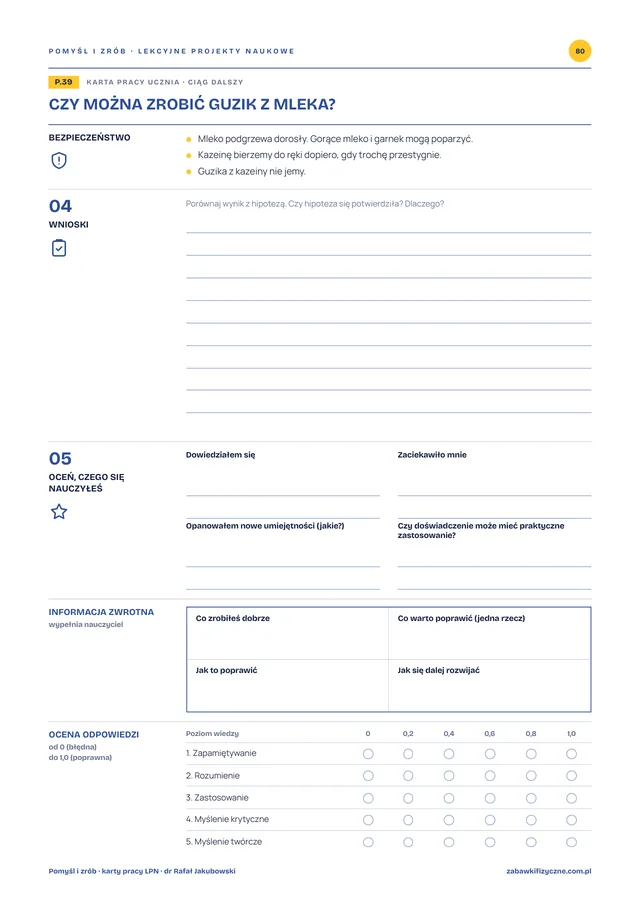 POMYŚL I ZRÓB · LEKCYJNE PROJEKTY NAUKOWE
80
P.39 KARTA PRACY UCZNIA · CIĄG DALSZY
CZY MOŻNA ZROBIĆ GUZIK Z MLEKA?
BEZPIECZEŃSTWO
Mleko podgrzewa dorosły. Gorące mleko i garnek mogą poparzyć.
Kazeinę bierzemy do ręki dopiero, gdy trochę przestygnie.
Guzika z kazeiny nie jemy.
04
WNIOSKI
Porównaj wynik z hipotezą. Czy hipoteza się potwierdziła? Dlaczego?
05
OCEŃ, CZEGO SIĘ
NAUCZYŁEŚ
Dowiedziałem się
Zaciekawiło mnie
Opanowałem nowe umiejętności (jakie?)
Czy doświadczenie może mieć praktyczne
zastosowanie?
INFORMACJA ZWROTNA
wypełnia nauczyciel
Co zrobiłeś dobrze
Co warto poprawić (jedna rzecz)
Jak to poprawić
Jak się dalej rozwijać
OCENA ODPOWIEDZI
od 0 (błędna)
do 1,0 (poprawna)
Poziom wiedzy 0 0,2 0,4 0,6 0,8 1,0
1. Zapamiętywanie
2. Rozumienie
3. Zastosowanie
4. Myślenie krytyczne
5. Myślenie twórcze
Pomyśl i zrób · karty pracy LPN · dr Rafał Jakubowski
zabawkifizyczne.com.pl